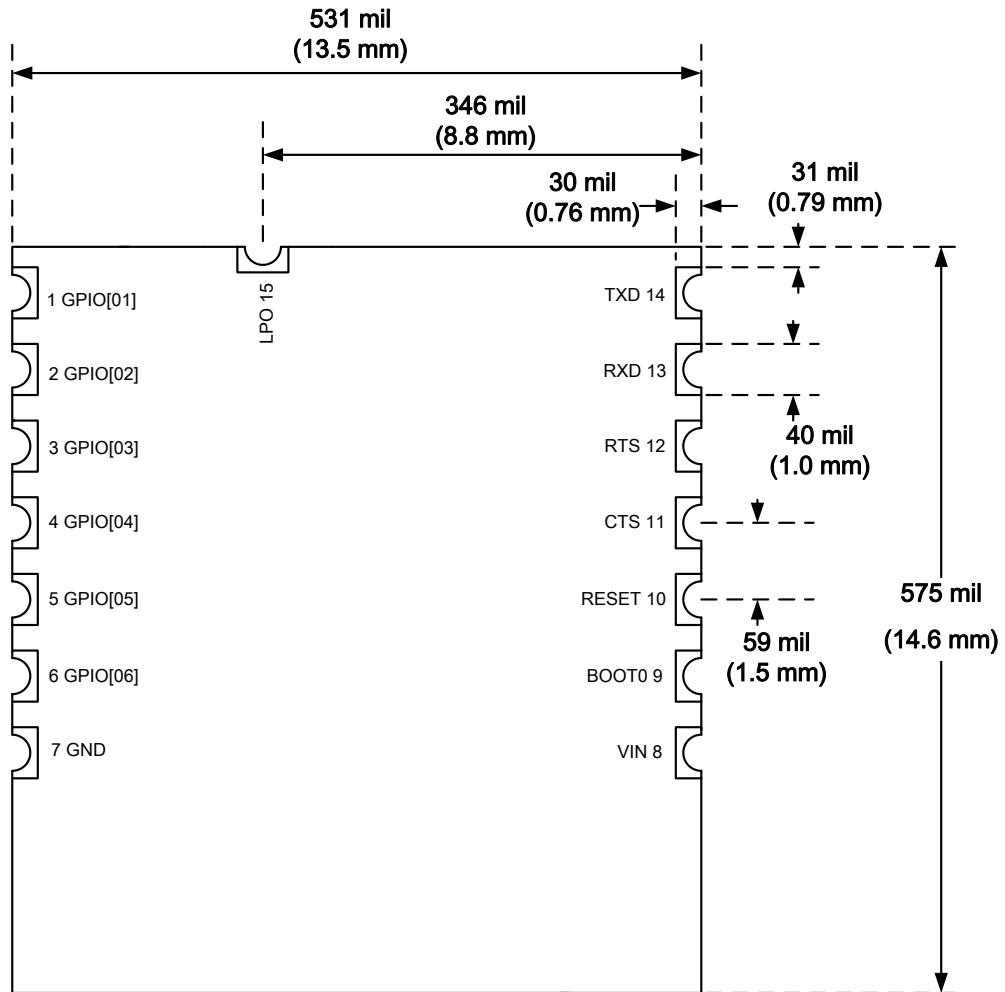 531 mil
(13.5 mm)
346 mil
(8.8 mm)
30 mil
(0.76 mm)
31 mil
(0.79 mm)
1 GPIO[01]
LPO 15
TXD 14
2 GPIO[02]
RXD 13
3 GPIO[03]
RTS 12
40 mil
(1.0 mm)
4 GPIO[04]
CTS 11
5 GPIO[05]
RESET 10
575 mil
(14.6 mm)
59 mil
(1.5 mm)
6 GPIO[06]
BOOT0 9
7 GND
VIN 8